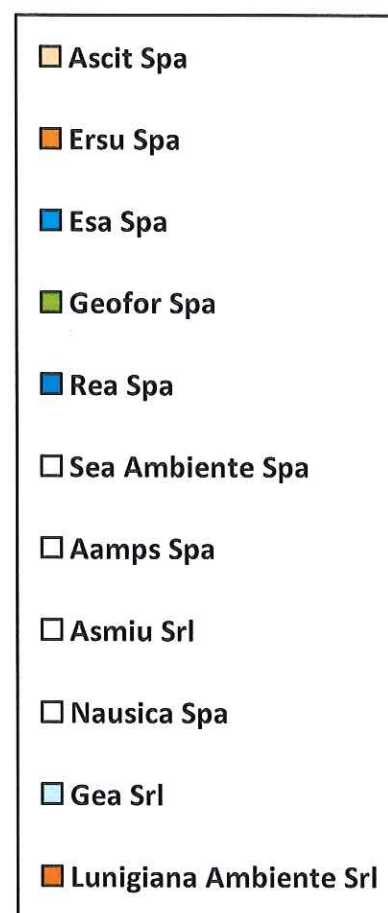 Ascit Spa
Ersu Spa
Esa Spa
Geofor Spa
Rea Spa
Sea Ambiente Spa
Aamps Spa
Asmiu Srl
Nausica Spa
Gea Srl
Lunigiana Ambiente Srl